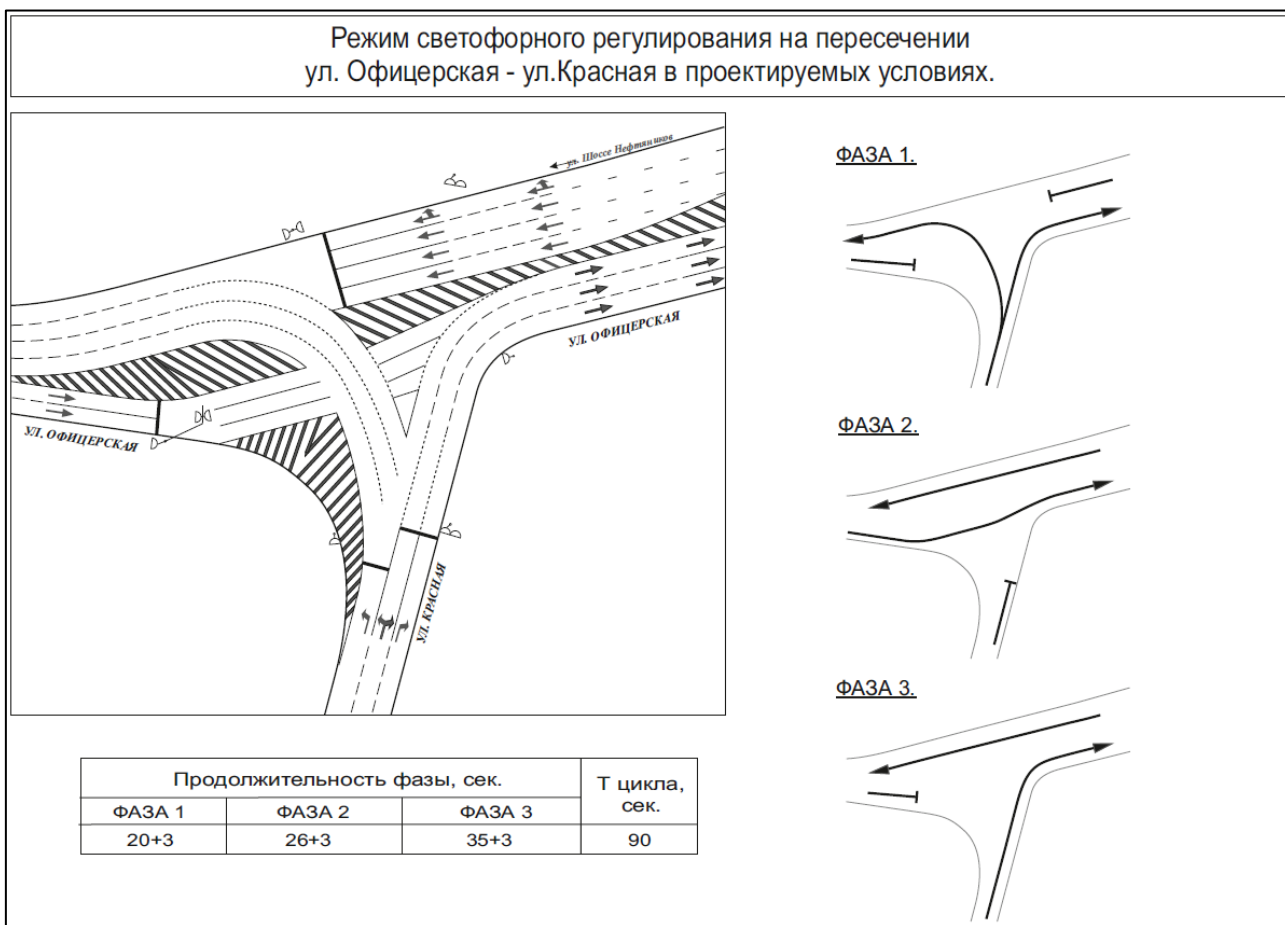 Режим светофорного регулирования на пересечении
ул. Офицерская - ул.Красная в проектируемых условиях.
ул. Шоссе Нефтяников
УЛ. ОФИЦЕРСКАЯ
УЛ. ОФИЦЕРСКАЯ
УЛ. КРАСНАЯ
ФАЗА 1.
ФАЗА 2.
ФАЗА 3.
Продолжительность фазы, сек.
Т цикла, сек.
ФАЗА 1 ФАЗА 2 ФАЗА 3
20+3 26+3 35+3 90